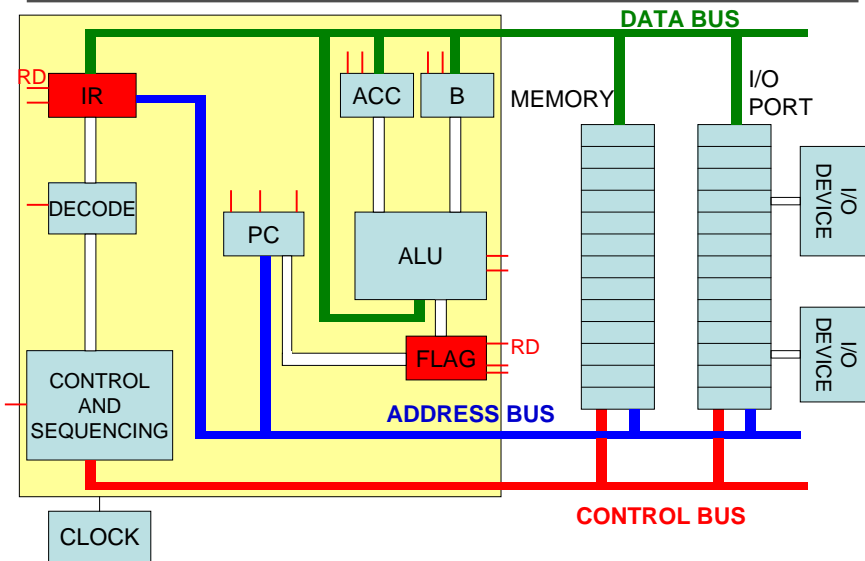 DATA BUS
RD
IR
ACC
B
MEMORY
I/O
PORT
DECODE
PC
ALU
I/O
DEVICE
FLAG
RD
I/O
DEVICE
CONTROL
AND
SEQUENCING
ADDRESS BUS
CONTROL BUS
CLOCK